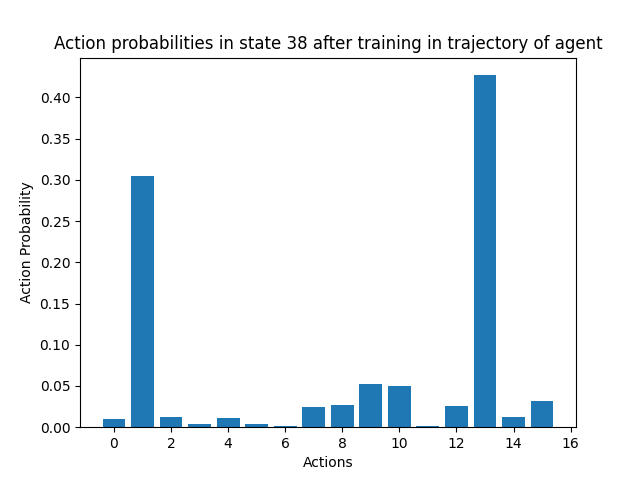 Action probabilities in state 38 after training in trajectory of agent
0.40
0.35
0.30
0.25
0.20
0.15
0.10
0.05
0.00
Action Probability
0 2 4 6 8 10 12 14 16
Actions